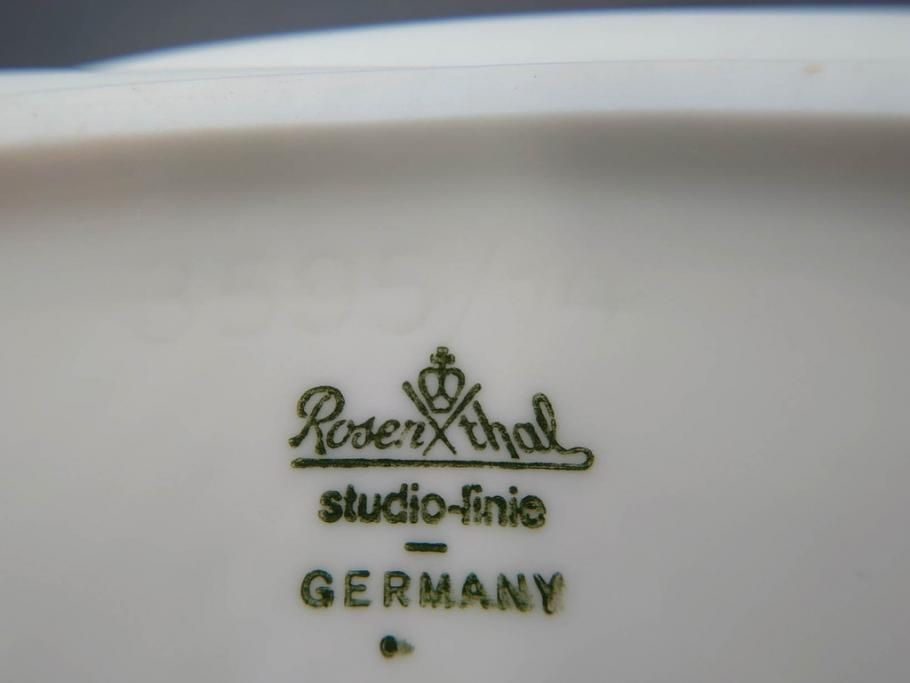 Rosenthal
studio-linie
GERMANY